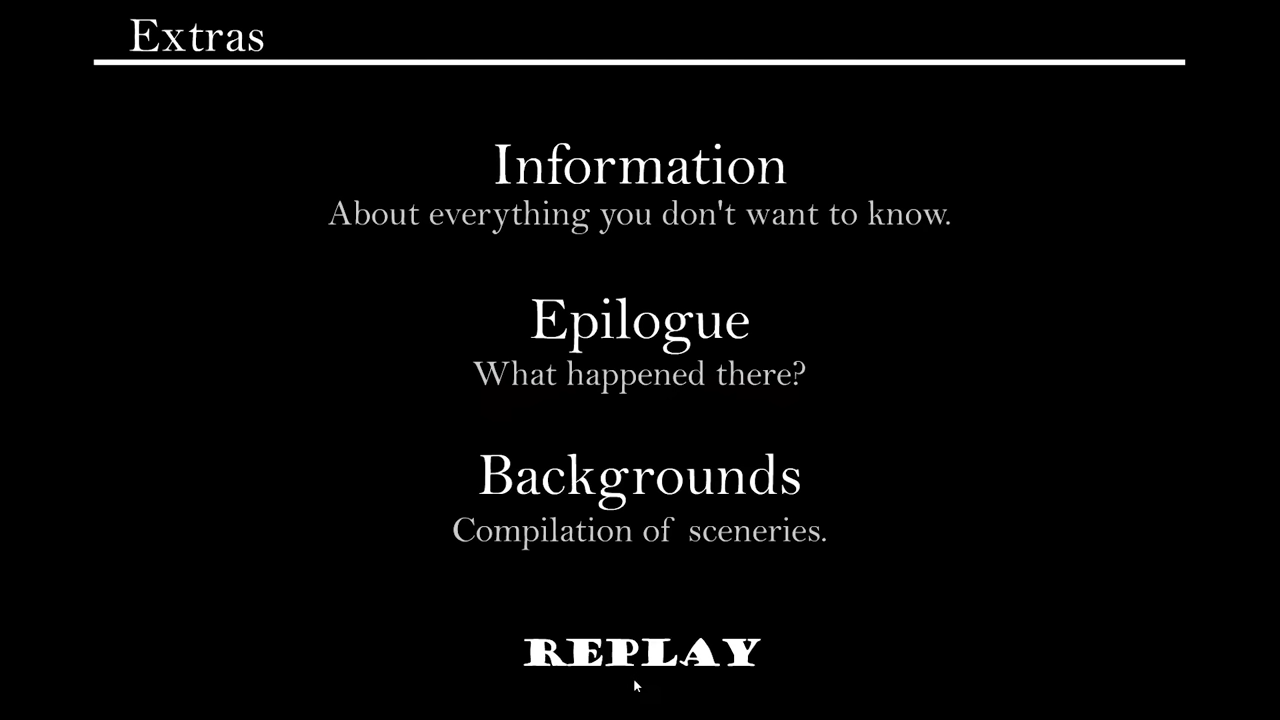 Extras
Information
About everything you don't want to know.
Epilogue
What happened there?
Backgrounds
Compilation of sceneries.
REPLAY